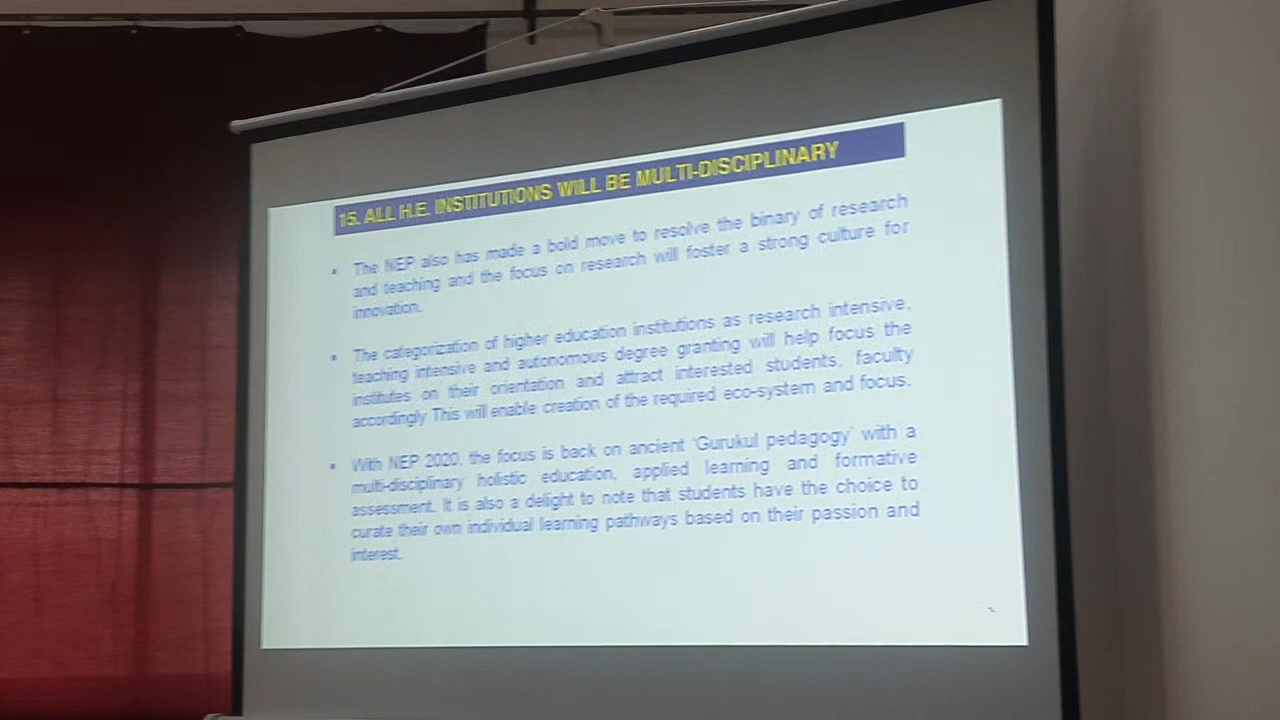 15. ALL H.E. INSTITUTIONS WILL BE MULTI-DISCIPLINARY
• The NEP also has made a bold move to resolve the binary of research
and teaching and the focus on research will foster a strong culture for
innovation.
• The categorization of higher education institutions as research intensive,
teaching intensive and autonomous degree granting will help focus the
institutes on their orientation and attract interested students, faculty
accordingly This will enable creation of the required eco-system and focus.
• With NEP 2020, the focus is back on ancient 'Gurukul pedagogy' with a
multi-disciplinary holistic education, applied learning and formative
assessment. It is also a delight to note that students have the choice to
curate their own individual learning pathways based on their passion and
interest.